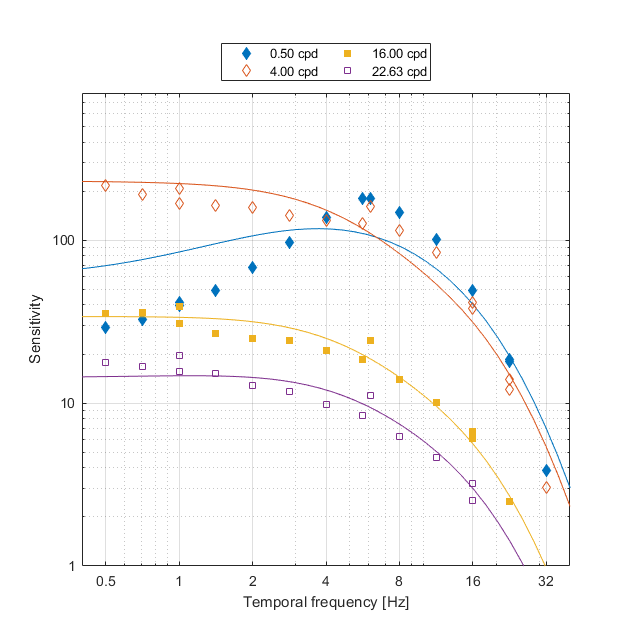 0.50 cpd 16.00 cpd
4.00 cpd 22.63 cpd
100
10
1
Sensitivity
0.5 1 2 4 8 16 32
Temporal frequency [Hz]